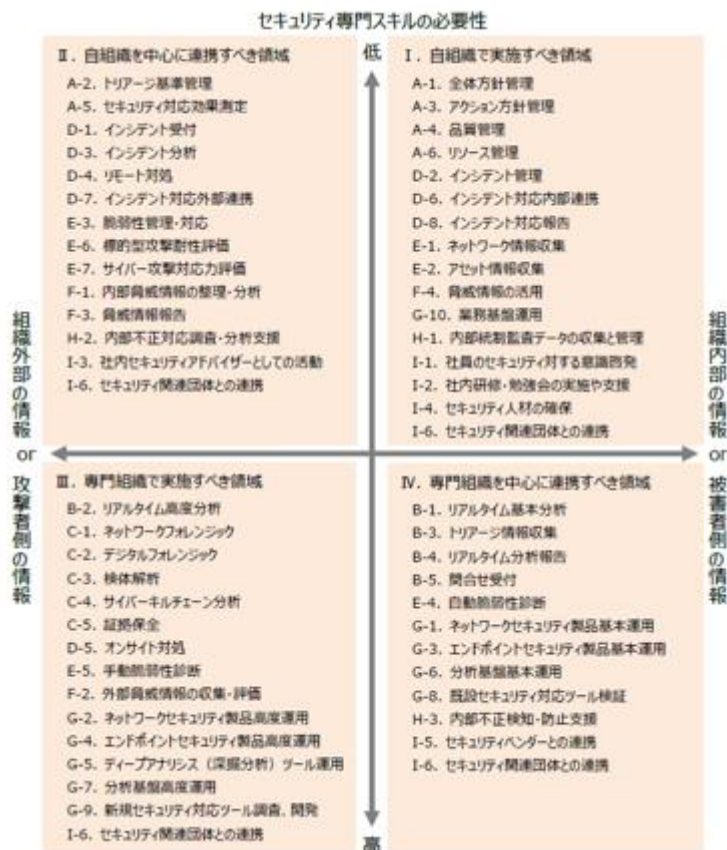 セキュリティ専門スキルの必要性
低
Ⅱ．自組織を中心に連携すべき領域
A-2．トリアージ基準管理
A-5．セキュリティ対応効果測定
D-1．インシデント受付
D-3．インシデント分析
D-4．リモート対処
D-7．インシデント対応外部連携
E-3．脆弱性管理・対応
E-6．標的型攻撃耐性評価
E-7．サイバー攻撃対応力評価
F-1．内部脅威情報の整理・分析
F-3．脅威情報報告
H-2．内部不正対応調査・分析支援
I-3．社内セキュリティアドバイザーとしての活動
I-6．セキュリティ関連団体との連携
Ⅰ．自組織で実施すべき領域
A-1．全体方針管理
A-3．アクション方針管理
A-4．品質管理
A-6．リソース管理
D-2．インシデント管理
D-6．インシデント対応内部連携
D-8．インシデント対応報告
E-1．ネットワーク情報収集
E-2．アセット情報収集
F-4．脅威情報の活用
G-10．業務基盤運用
H-1．内部統制監査データの収集と管理
I-1．社員のセキュリティ対する意識啓発
I-2．社内研修・勉強会の実施や支援
I-4．セキュリティ人材の確保
I-6．セキュリティ関連団体との連携
組織外部の情報
or
攻撃者側の情報
組織内部の情報
or
被害者側の情報
Ⅲ．専門組織で実施すべき領域
B-2．リアルタイム高度分析
C-1．ネットワークフォレンジック
C-2．デジタルフォレンジック
C-3．検体解析
C-4．サイバーキルチェーン分析
C-5．証拠保全
D-5．オンサイト対処
E-5．手動脆弱性診断
F-2．外部脅威情報の収集・評価
G-2．ネットワークセキュリティ製品高度運用
G-4．エンドポイントセキュリティ製品高度運用
G-5．ディープアナリシス（深掘分析）ツール運用
G-7．分析基盤高度運用
G-9．新規セキュリティ対応ツール調査、開発
I-6．セキュリティ関連団体との連携
Ⅳ．専門組織を中心に連携すべき領域
B-1．リアルタイム基本分析
B-3．トリアージ情報収集
B-4．リアルタイム分析報告
B-5．問合せ受付
E-4．自動脆弱性診断
G-1．ネットワークセキュリティ製品基本運用
G-3．エンドポイントセキュリティ製品基本運用
G-6．分析基盤基本運用
G-8．既設セキュリティ対応ツール検証
H-3．内部不正検知・防止支援
I-5．セキュリティベンダーとの連携
I-6．セキュリティ関連団体との連携
高